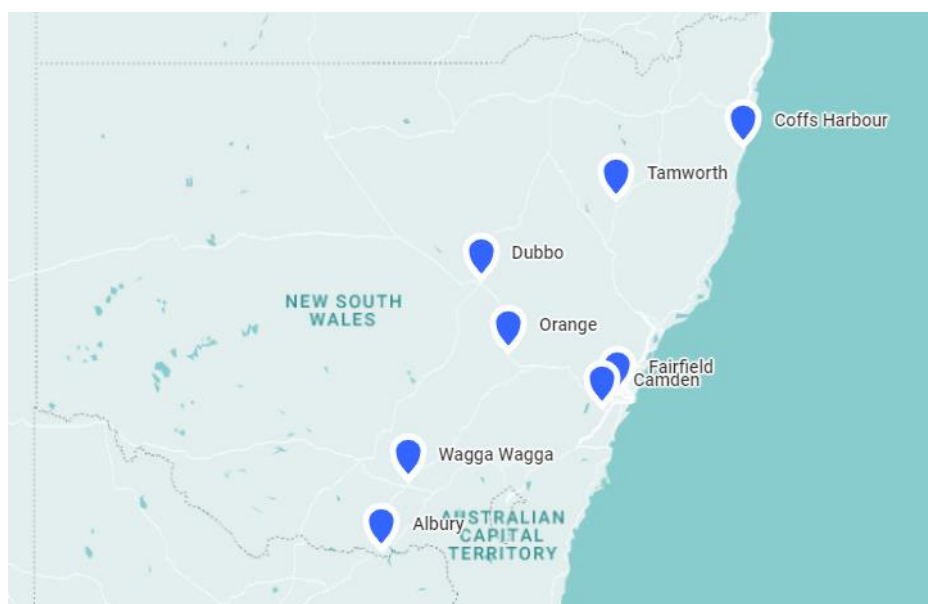 Coffs Harbour
Tamworth
Dubbo
NEW SOUTH
WALES
Orange
Fairfield
Camden
Wagga Wagga
Albury
AUSTRALIAN
CAPITAL
TERRITORY